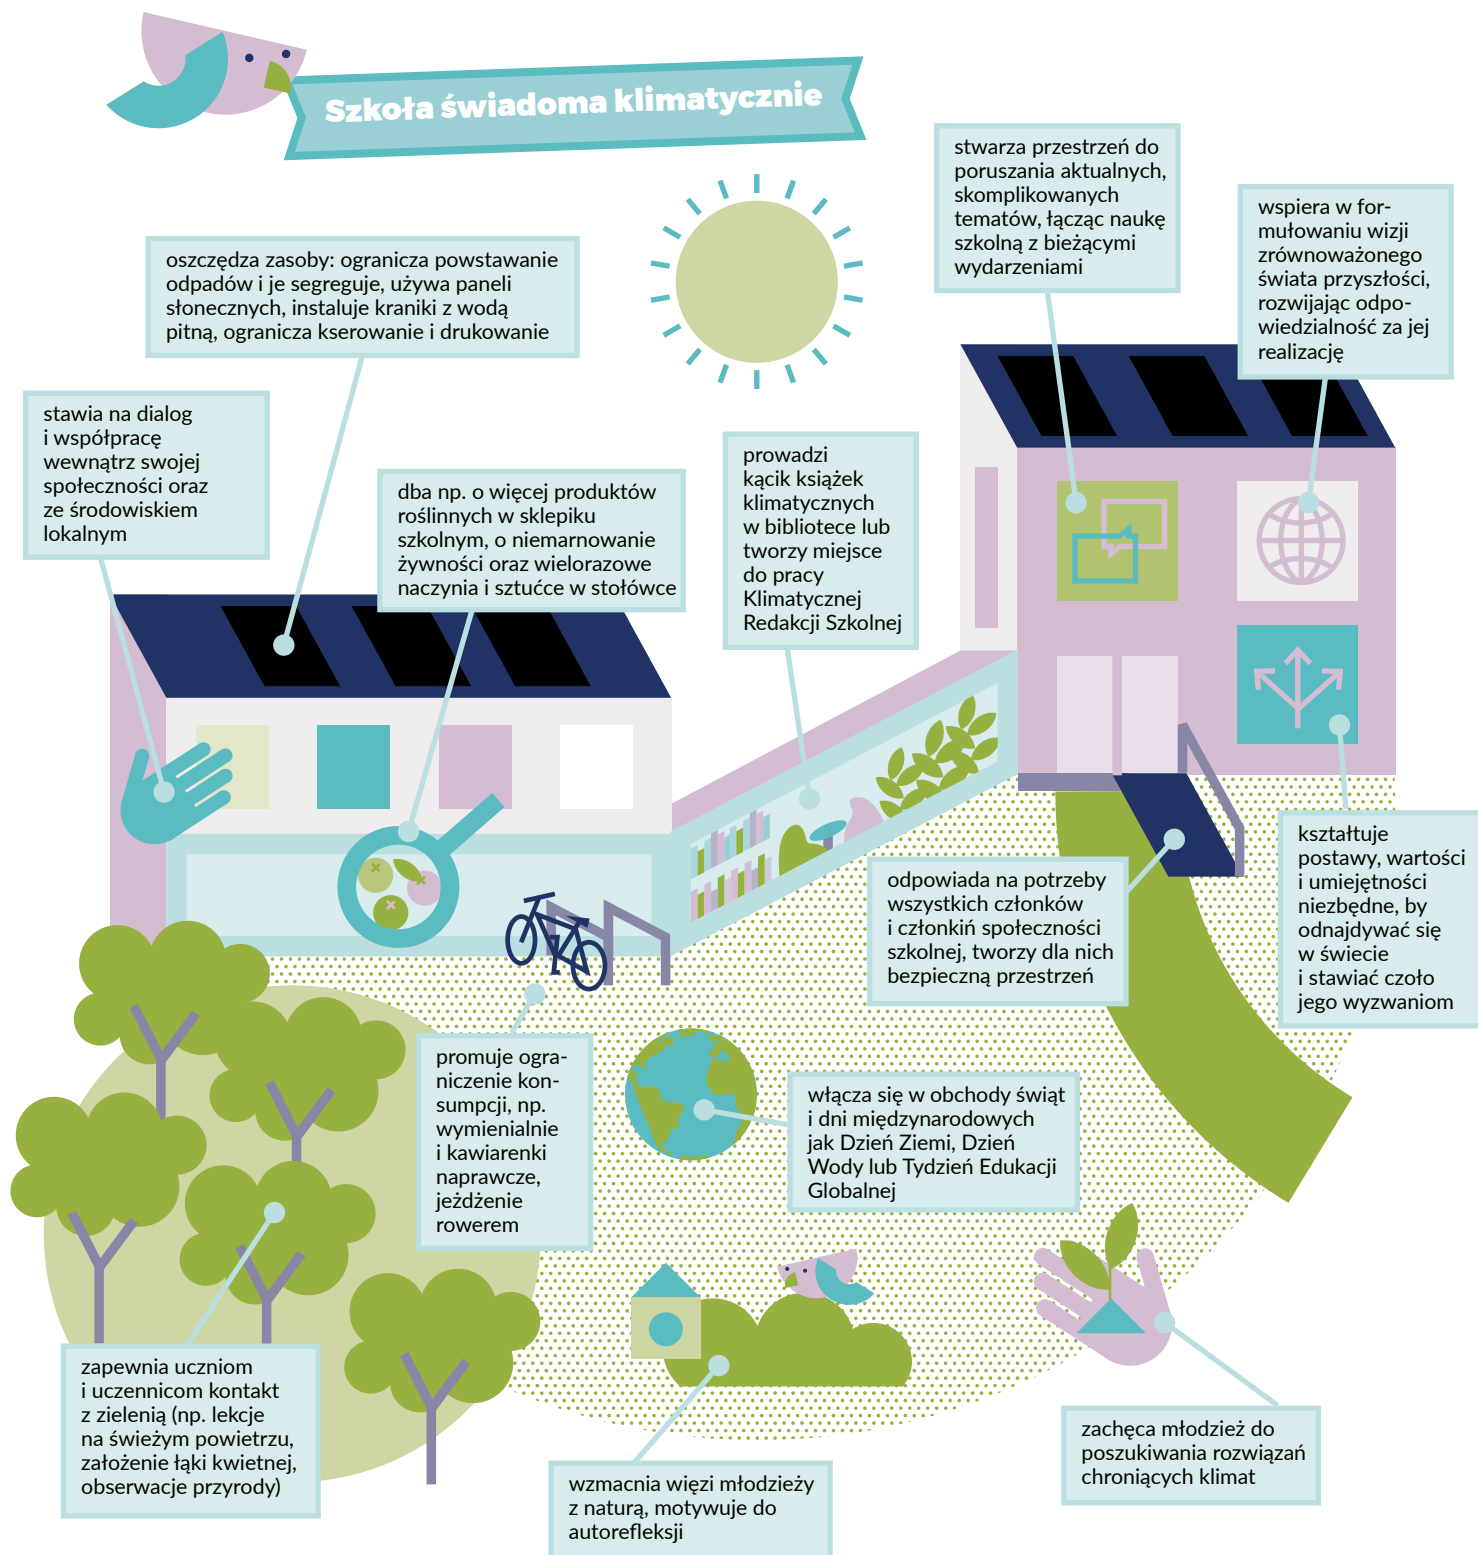 Szkoła świadoma klimatycznie
stwarza przestrzeń do
poruszania aktualnych,
skomplikowanych
tematów, łącząc naukę
szkolną z bieżącymi
wydarzeniami
wspiera w for-
mułowaniu wizji
zrównoważonego
świata przyszłości,
rozwijając odpo-
wiedzialność za jej
realizację
oszczędza zasoby: ogranicza powstawanie
odpadów i je segreguje, używa paneli
słonecznych, instaluje kraniki z wodą
pitną, ogranicza kserowanie i drukowanie
stawia na dialog
i współpracę
wewnątrz swojej
społeczności oraz
ze środowiskiem
lokalnym
dba np. o więcej produktów
roślinnych w sklepiku
szkolnym, o niemarnowanie
żywności oraz wielorazowe
naczynia i sztućce w stołówce
prowadzi
kącik książek
klimatycznych
w bibliotece lub
tworzy miejsce
do pracy
Klimatycznej
Redakcji Szkolnej
odpowiada na potrzeby
wszystkich członków
i członkiń społeczności
szkolnej, tworzy dla nich
bezpieczną przestrzeń
kształtuje
postawy, wartości
i umiejętności
niezbędne, by
odnajdywać się
w świecie
i stawiać czoło
jego wyzwaniom
promuje ogra-
niczenie kon-
sumpcji, np.
wymienialnie
i kawiarenki
naprawcze,
jeżdżenie
rowerem
włącza się w obchody świąt
i dni międzynarodowych
jak Dzień Ziemi, Dzień
Wody lub Tydzień Edukacji
Globalnej
zapewnia uczniom
i uczennicom kontakt
z zielenią (np. lekcje
na świeżym powietrzu,
założenie łąki kwietnej,
obserwacje przyrody)
wzmacnia więzi młodzieży
z naturą, motywuje do
autorefleksji
zachęca młodzież do
poszukiwania rozwiązań
chroniących klimat